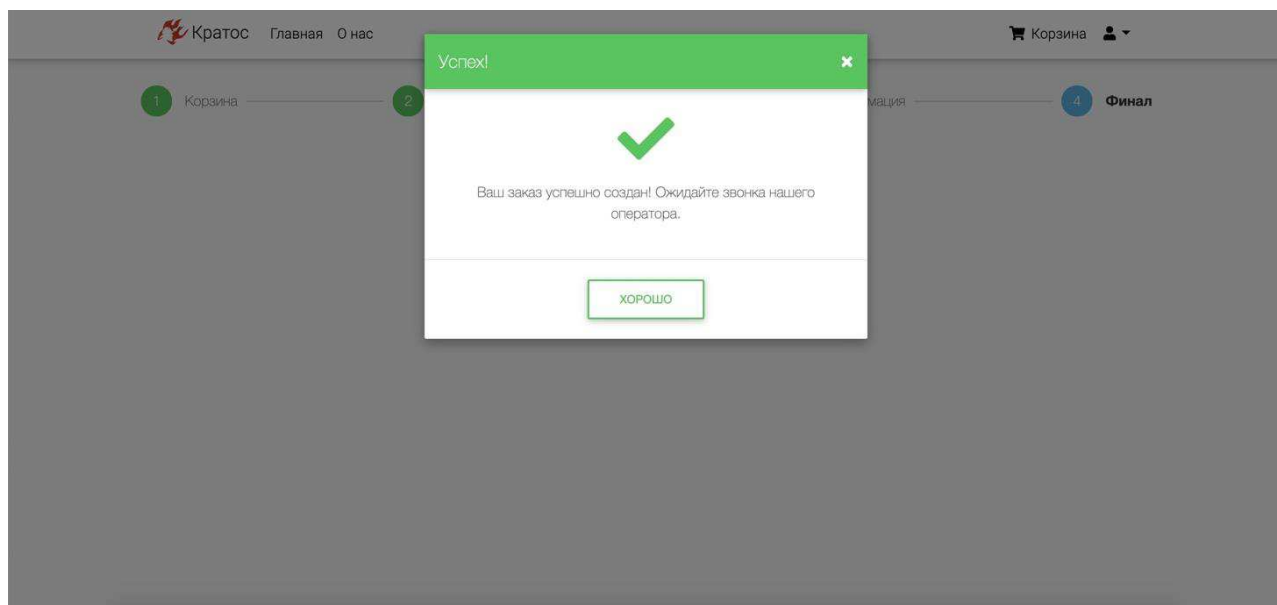 Кратос Главная О нас Корзина
Успех!
1 Корзина 2 4 Финал
Ваш заказ успешно создан! Ожидайте звонка нашего
оператора.
ХОРОШО